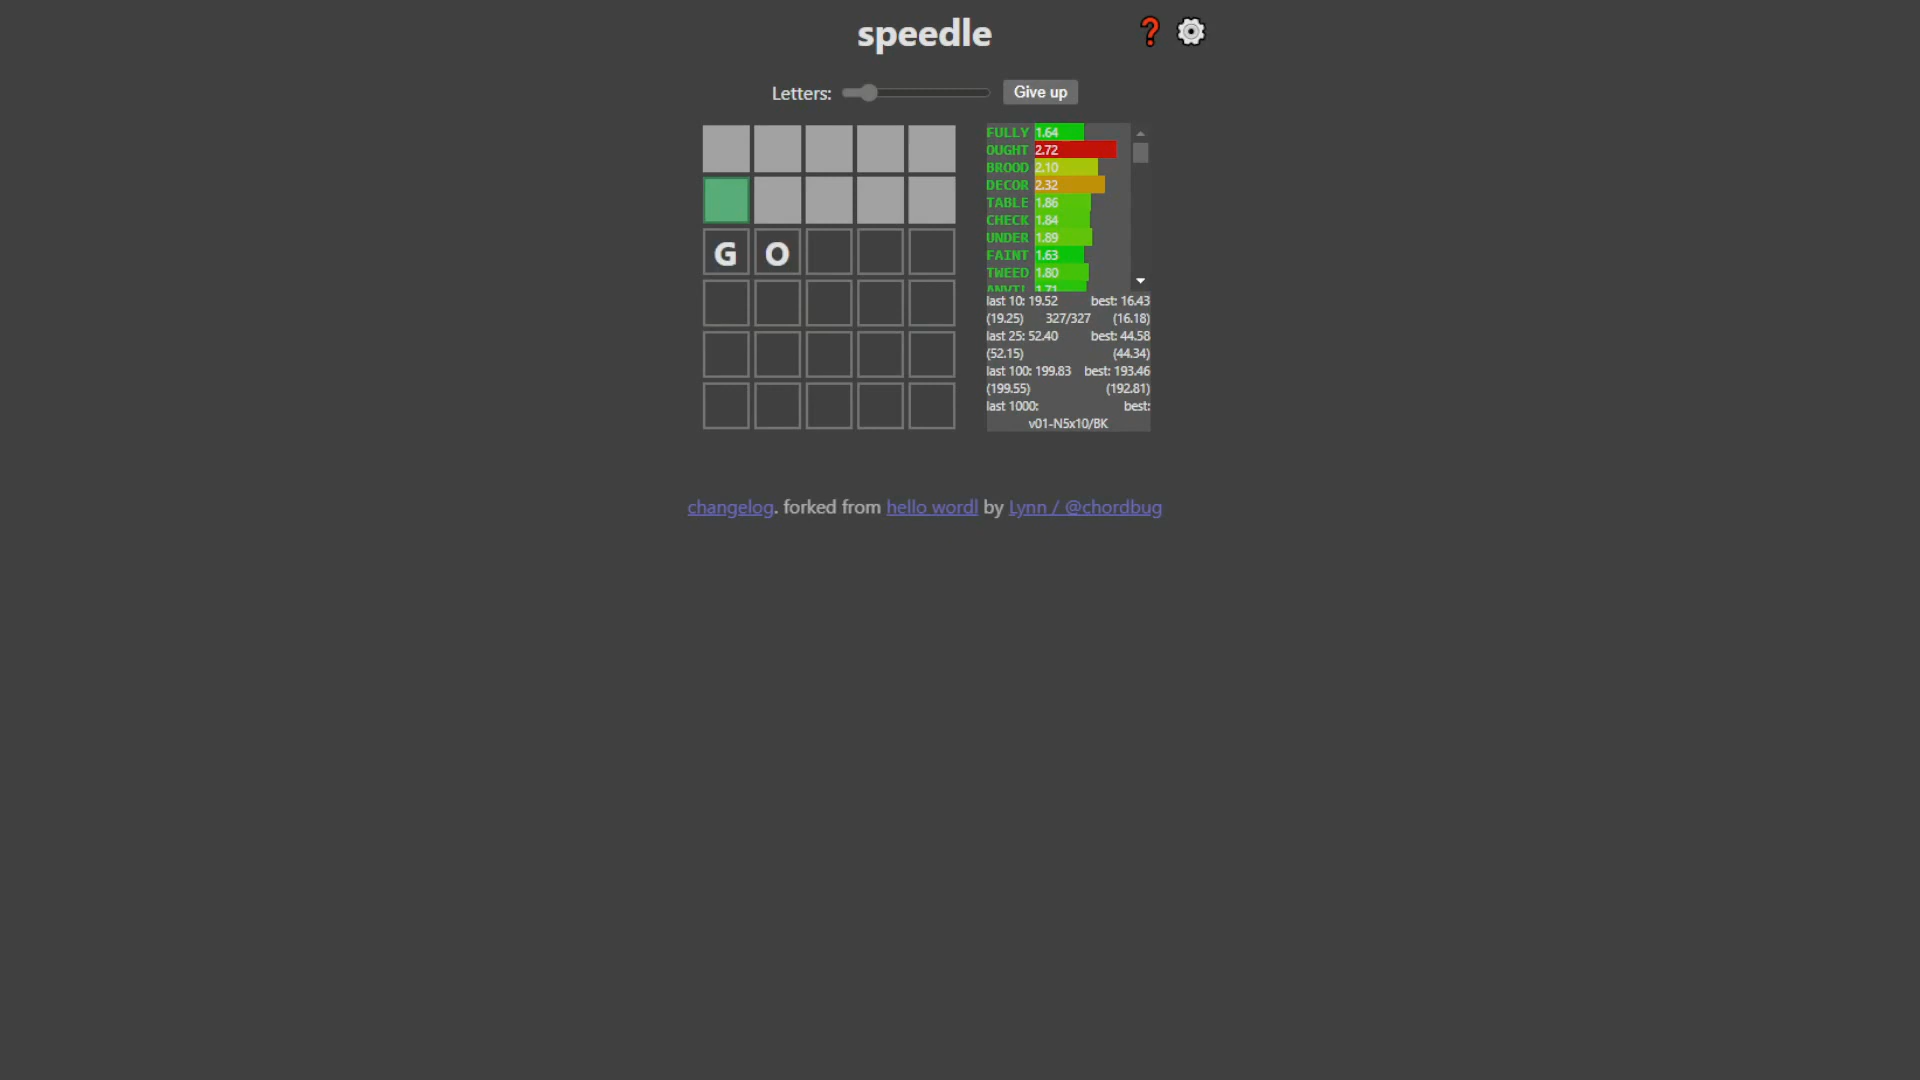 speedle
Letters: Give up
FULLY 1.64
OUGHT 2.72
BROOD 2.10
DECOR 2.32
TABLE 1.86
CHECK 1.84
UNDER 1.89
FAINT 1.63
TWEED 1.80
ANVIL 1.71
G O
last 10: 19.52 best: 16.43
(19.25) 327/327 (16.18)
last 25: 52.40 best: 44.58
(52.15) (44.34)
last 100: 199.83 best: 193.46
(199.55) (192.81)
last 1000: best:
v01-N5x10/BK
changelog. forked from hello wordl by Lynn / @chordbug